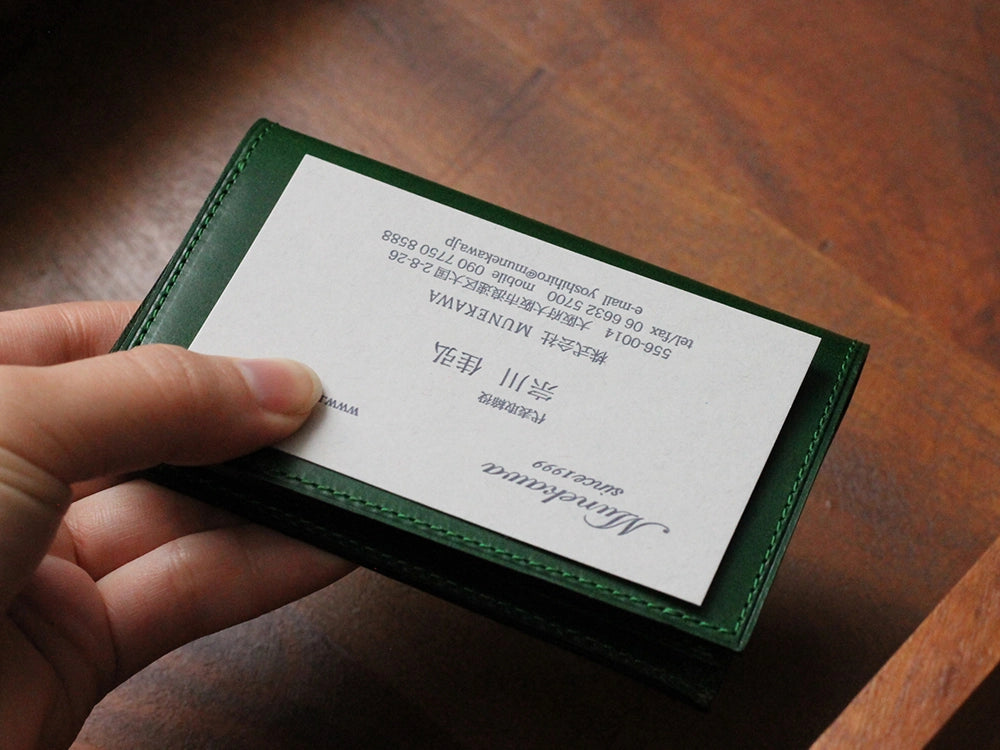 Munekawa
since1999
代表取締役
宗川 佳弘
株式会社 MUNEKAWA
556-0014 大阪府大阪市浪速区大国2-8-26
tel/fax 06 6632 5700 mobile 090 7750 8588
e-mail yoshihiro@munekawa.jp
www.